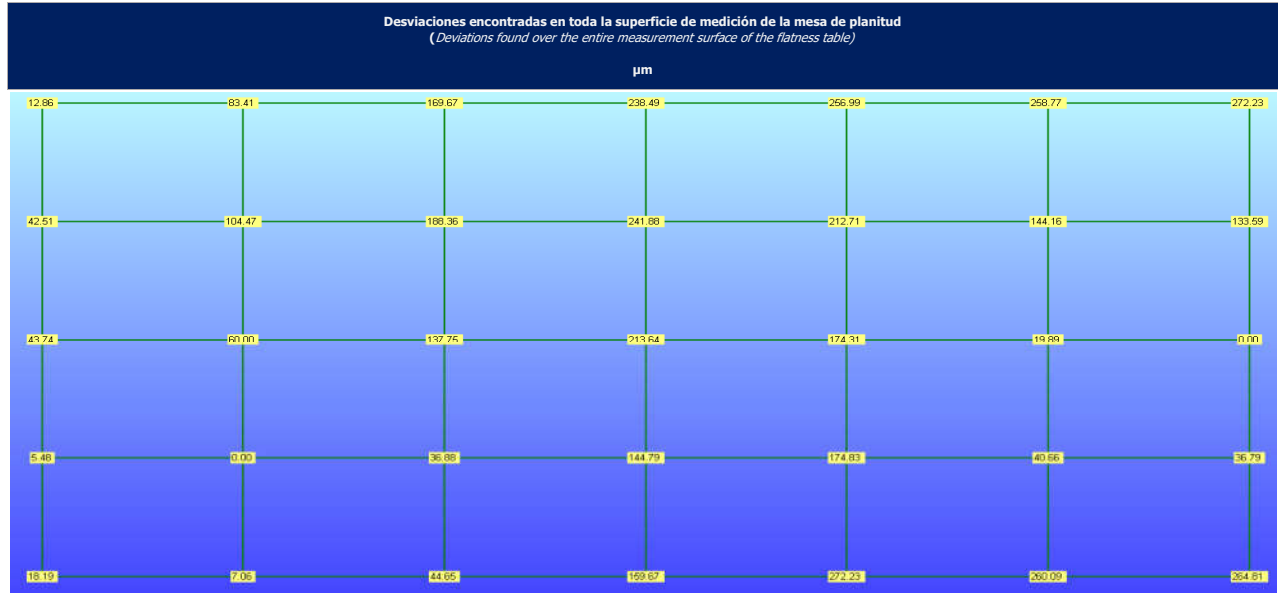 Desviaciones encontradas en toda la superficie de medición de la mesa de planitud
(Deviations found over the entire measurement surface of the flatness table)
µm
12.86 83.41 169.67 238.49 256.99 258.77 272.23
42.51 104.47 188.36 241.88 212.71 144.16 133.59
43.74 60.00 137.75 213.64 174.31 19.89 0.00
5.48 0.00 36.88 144.79 174.83 40.66 36.79
18.19 7.06 44.65 159.67 272.23 260.09 264.81